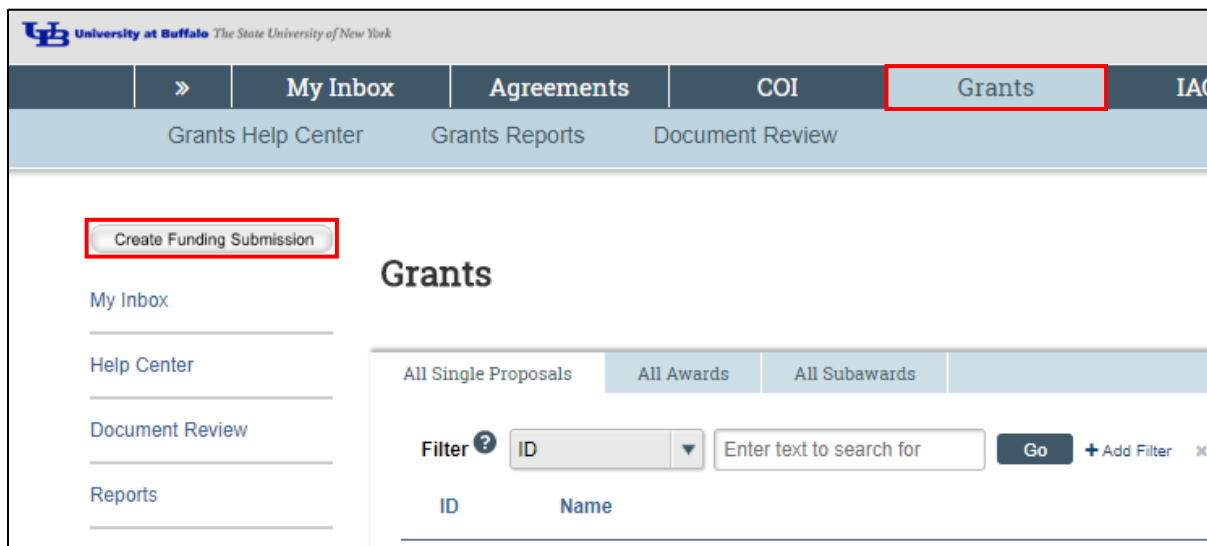 University at Buffalo The State University of New York
» My Inbox Agreements COI Grants
Grants Help Center Grants Reports Document Review
Create Funding Submission
Grants
My Inbox
Help Center
All Single Proposals All Awards All Subawards
Document Review
Filter ? ID Enter text to search for Go + Add Filter
Reports
ID Name